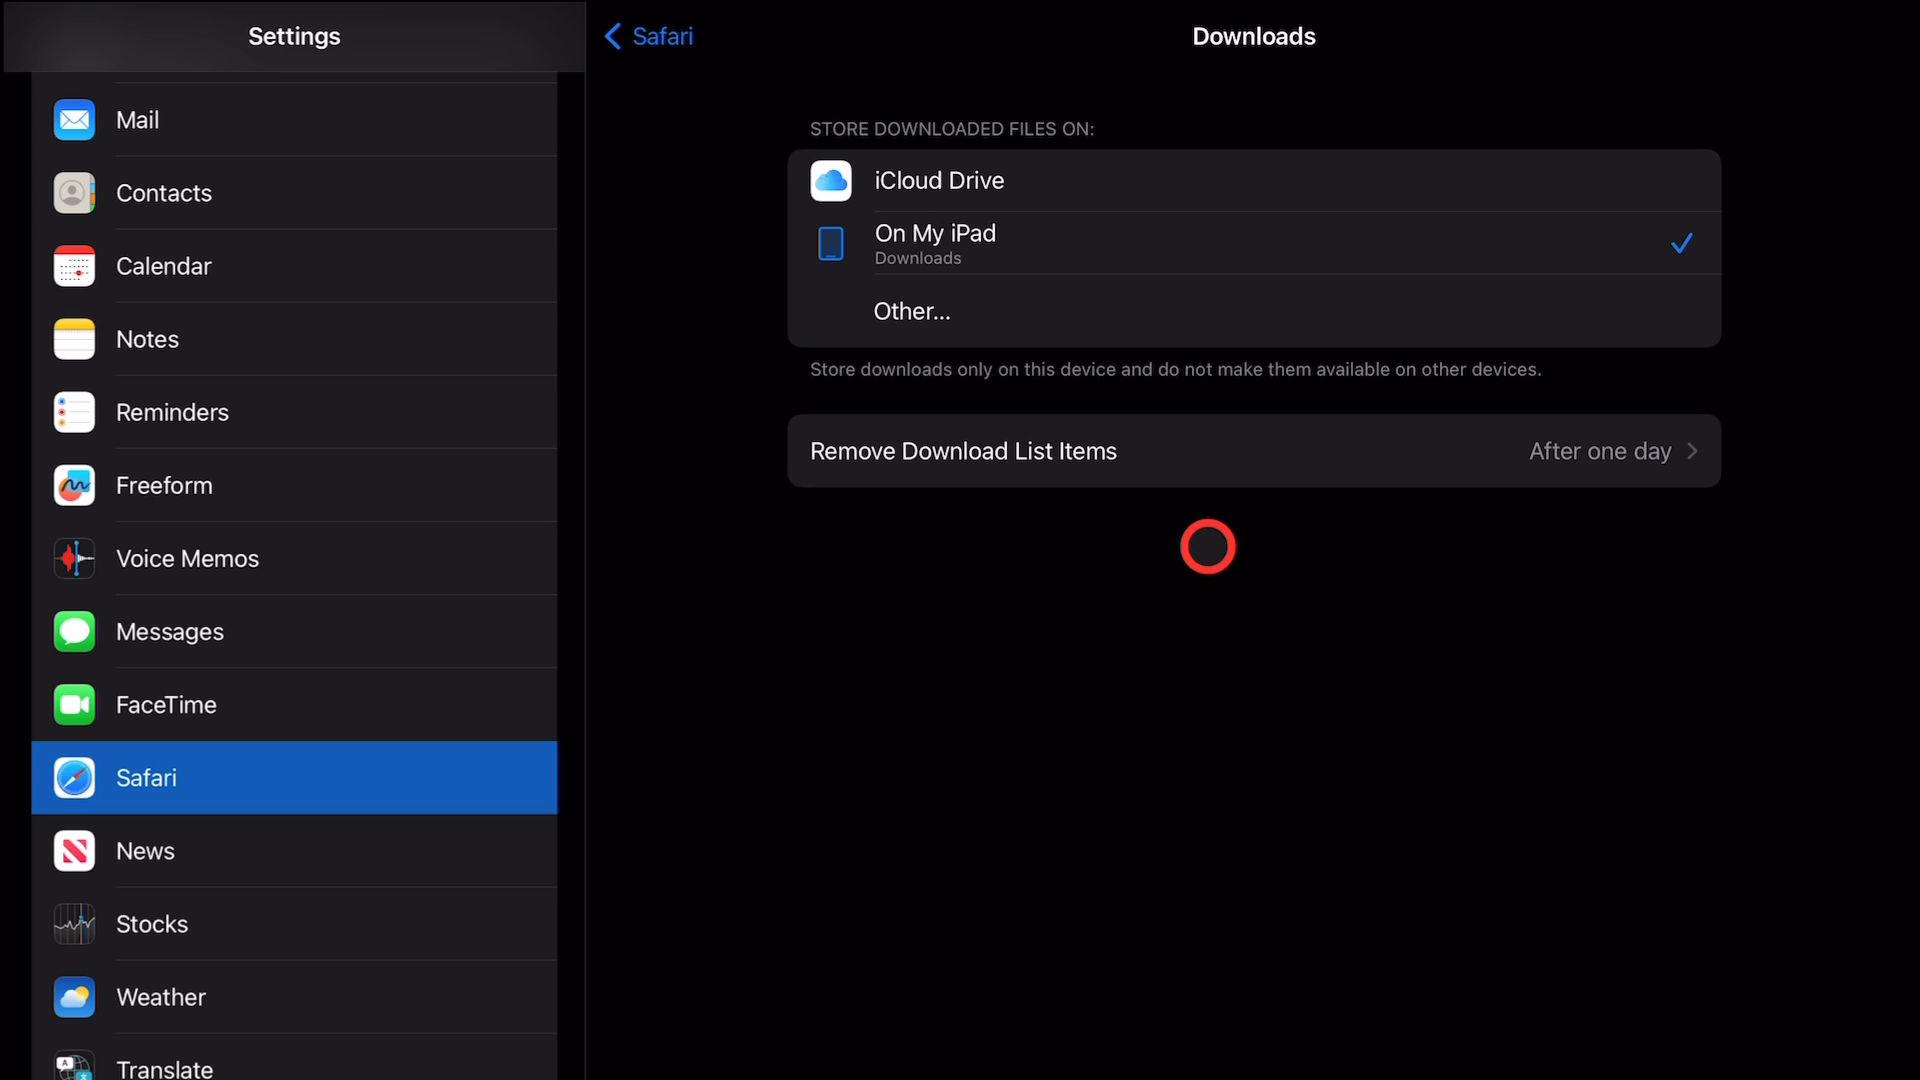 Settings
Mail
Contacts
Calendar
Notes
Reminders
Freeform
Voice Memos
Messages
FaceTime
Safari
News
Stocks
Weather
Translate
Safari
Downloads
STORE DOWNLOADED FILES ON:
iCloud Drive
On My iPad
Downloads
Other...
Store downloads only on this device and do not make them available on other devices.
Remove Download List Items After one day